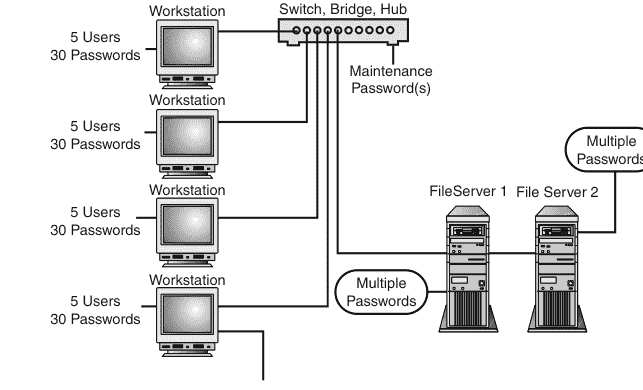 Workstation
Switch, Bridge, Hub
5 Users
30 Passwords
Maintenance
Password(s)
Workstation
5 Users
30 Passwords
Multiple
Passwords
Workstation
FileServer 1
File Server 2
5 Users
30 Passwords
Workstation
Multiple
Passwords
5 Users
30 Passwords